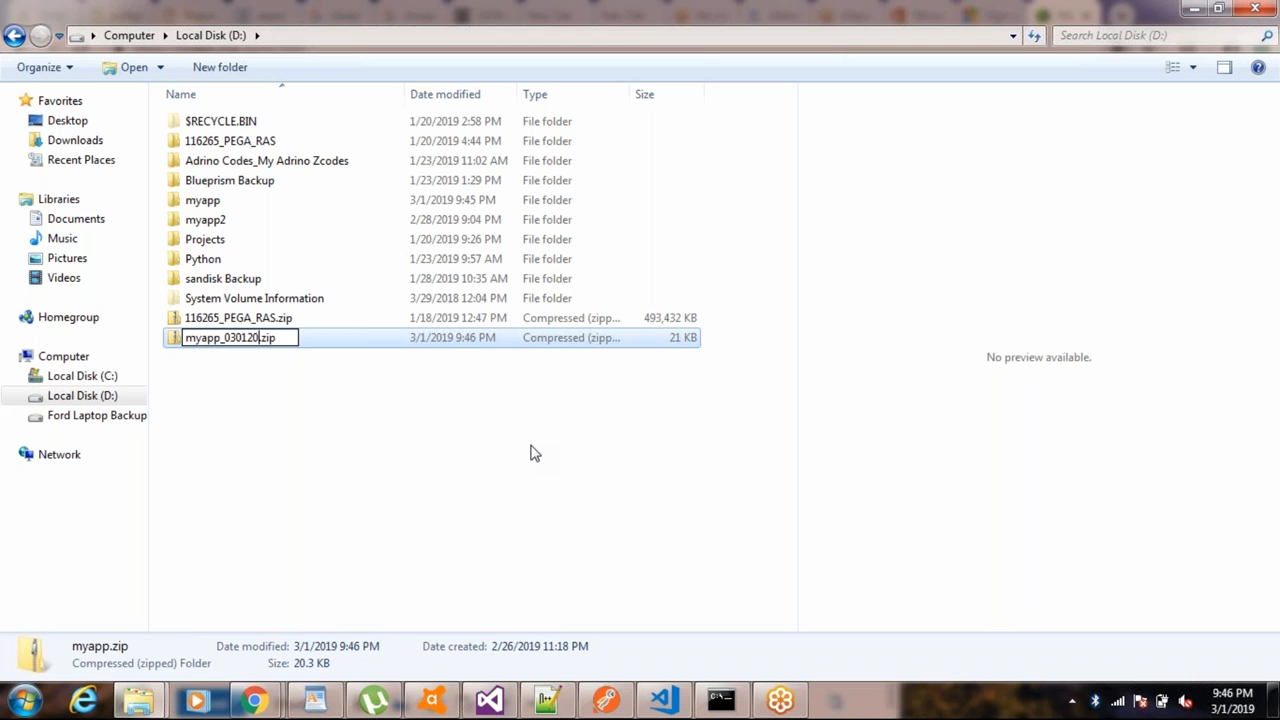 Computer Local Disk (D:)
Search Local Disk (D:)
Organize Open New folder
Name Date modified Type Size
Favorites
Desktop
Downloads
Recent Places
Libraries
Documents
Music
Pictures
Videos
Homegroup
Computer
Local Disk (C:)
Local Disk (D:)
Ford Laptop Backup
Network
$RECYCLE.BIN 1/20/2019 2:58 PM File folder
116265_PEGA_RAS 1/20/2019 4:44 PM File folder
Adrino Codes_My Adrino Zcodes 1/23/2019 11:02 AM File folder
Blueprism Backup 1/23/2019 1:29 PM File folder
myapp 3/1/2019 9:45 PM File folder
myapp2 2/28/2019 9:04 PM File folder
Projects 1/20/2019 9:26 PM File folder
Python 1/23/2019 9:57 AM File folder
sandisk Backup 1/28/2019 10:35 AM File folder
System Volume Information 3/29/2018 12:04 PM File folder
116265_PEGA_RAS.zip 1/18/2019 12:47 PM Compressed (zipp... 493,432 KB
myapp_030120.zip 3/1/2019 9:46 PM Compressed (zipp... 21 KB
No preview available.
myapp.zip Date modified: 3/1/2019 9:46 PM Date created: 2/26/2019 11:18 PM
Compressed (zipped) Folder Size: 20.3 KB
9:46 PM
3/1/2019